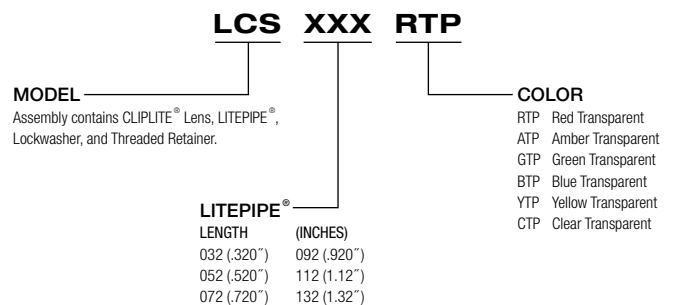 LCS XXX RTP
MODEL
Assembly contains CLIPLITE® Lens, LITEPIPE®,
Lockwasher, and Threaded Retainer.
COLOR
RTP Red Transparent
ATP Amber Transparent
GTP Green Transparent
BTP Blue Transparent
YTP Yellow Transparent
CTP Clear Transparent
LITEPIPE®
LENGTH (INCHES)
032 (.320˝) 092 (.920˝)
052 (.520˝) 112 (1.12˝)
072 (.720˝) 132 (1.32˝)